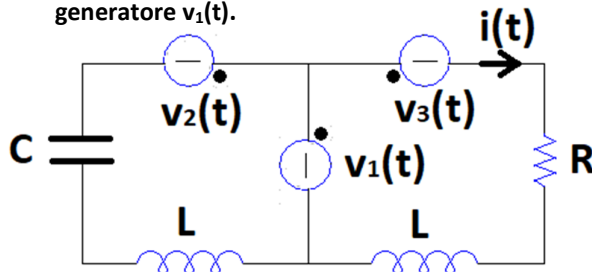 generatore v₁(t).
i(t)
v₂(t)
v₃(t)
C
v₁(t)
R
L
L